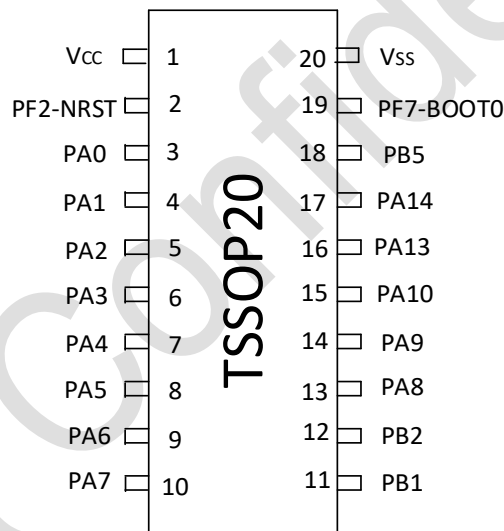 Vcc 1 20 Vss
PF2-NRST 2 19 PF7-BOOT0
PA0 3 18 PB5
PA1 4 17 PA14
PA2 5 16 PA13
PA3 6 15 PA10
PA4 7 14 PA9
PA5 8 13 PA8
PA6 9 12 PB2
PA7 10 11 PB1
TSSOP20